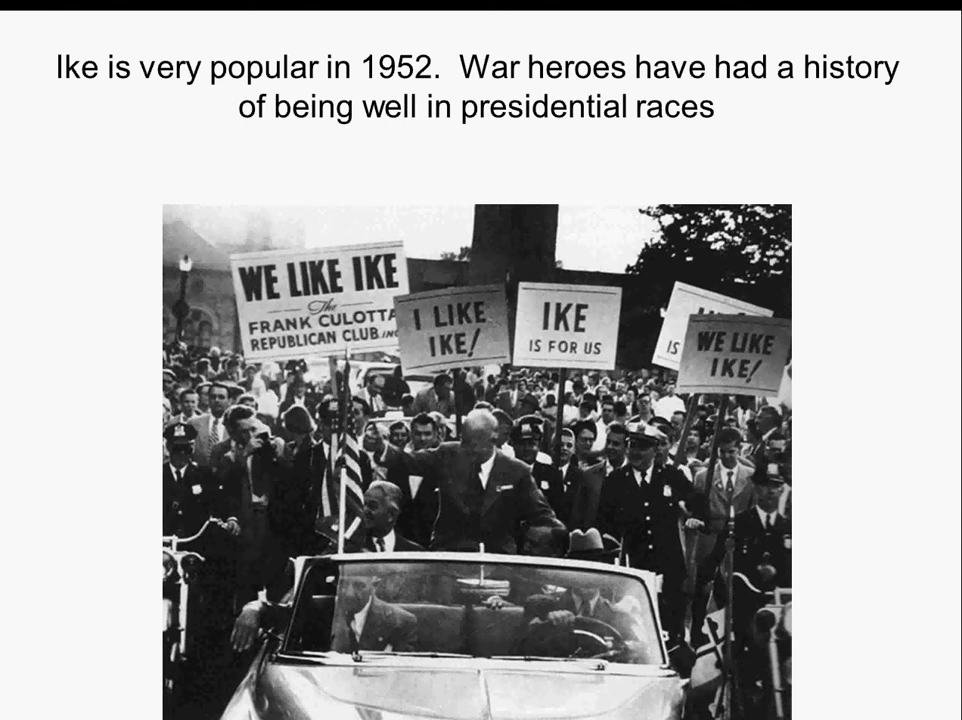 Ike is very popular in 1952.  War heroes have had a history
of being well in presidential races
WE LIKE IKE
The
FRANK CULOTTA
REPUBLICAN CLUB INC
I LIKE
IKE!
IKE
IS FOR US
IS
WE LIKE
IKE!